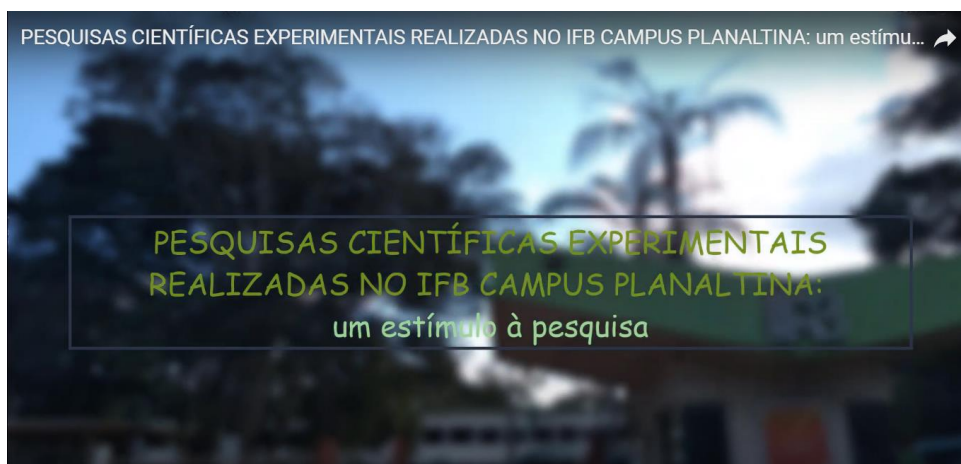 PESQUISAS CIENTÍFICAS EXPERIMENTAIS REALIZADAS NO IFB CAMPUS PLANALTINA: um estímu...
PESQUISAS CIENTÍFICAS EXPERIMENTAIS
REALIZADAS NO IFB CAMPUS PLANALTINA:
um estímulo à pesquisa